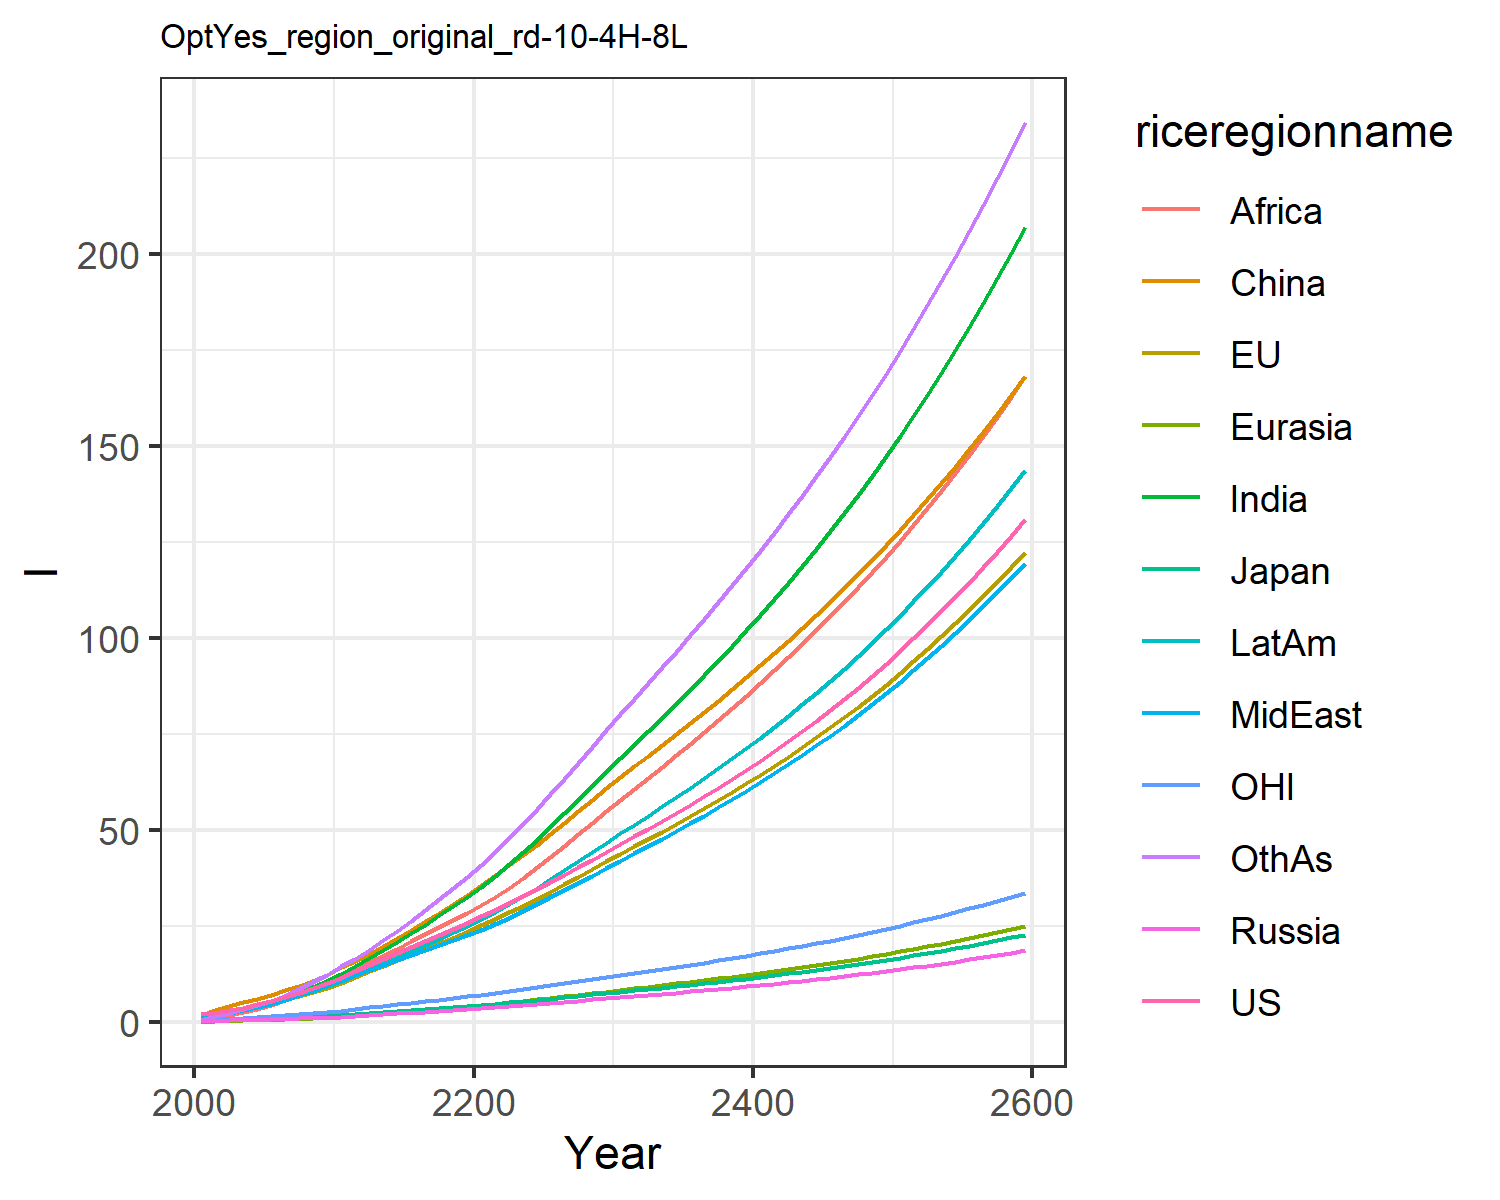 OptYes_region_original_rd-10-4H-8L
200
150
100
50
0
I
2000 2200 2400 2600
Year
riceregionname
Africa
China
EU
Eurasia
India
Japan
LatAm
MidEast
OHI
OthAs
Russia
US